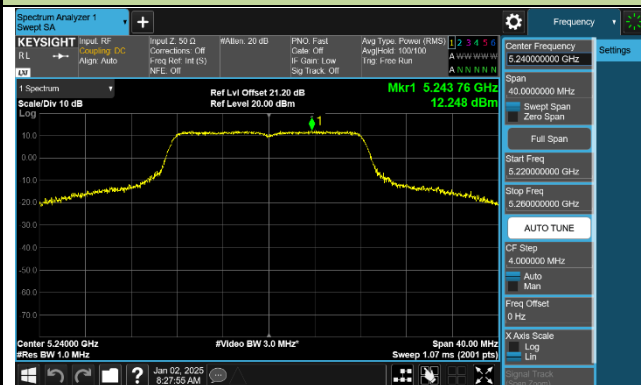 Spectrum Analyzer 1
Swept SA
Frequency
KEYSIGHT
RL
Input: RF
Coupling: DC
Align: Auto
Input Z: 50 Ω
Corrections: Off
Freq Ref: Int (S)
NFE: Off
#Atten: 20 dB
PNO: Fast
Gate: Off
IF Gain: Low
Sig Track: Off
Avg Type: Power (RMS)
Avg|Hold: 100/100
Trig: Free Run
1 2 3 4 5 6
A W W W W W
A N N N N N
LXI
1 Spectrum
Scale/Div 10 dB
Log
Ref Lvl Offset 21.20 dB
Ref Level 20.00 dBm
Mkr1 5.243 76 GHz
12.248 dBm
1
10.0
0.00
10.0
20.0
30.0
40.0
-50.0
60.0
70.0
Center 5.24000 GHz
#Res BW 1.0 MHz
#Video BW 3.0 MHz*
Span 40.00 MHz
Sweep 1.07 ms (2001 pts)
Jan 02, 2025
8:27:55 AM
Center Frequency
5.240000000 GHz
Span
40.0000000 MHz
Swept Span
Zero Span
Full Span
Start Freq
5.220000000 GHz
Stop Freq
5.260000000 GHz
AUTO TUNE
CF Step
4.000000 MHz
Auto
Man
Freq Offset
0 Hz
X Axis Scale
Log
Lin
Signal Track
Settings